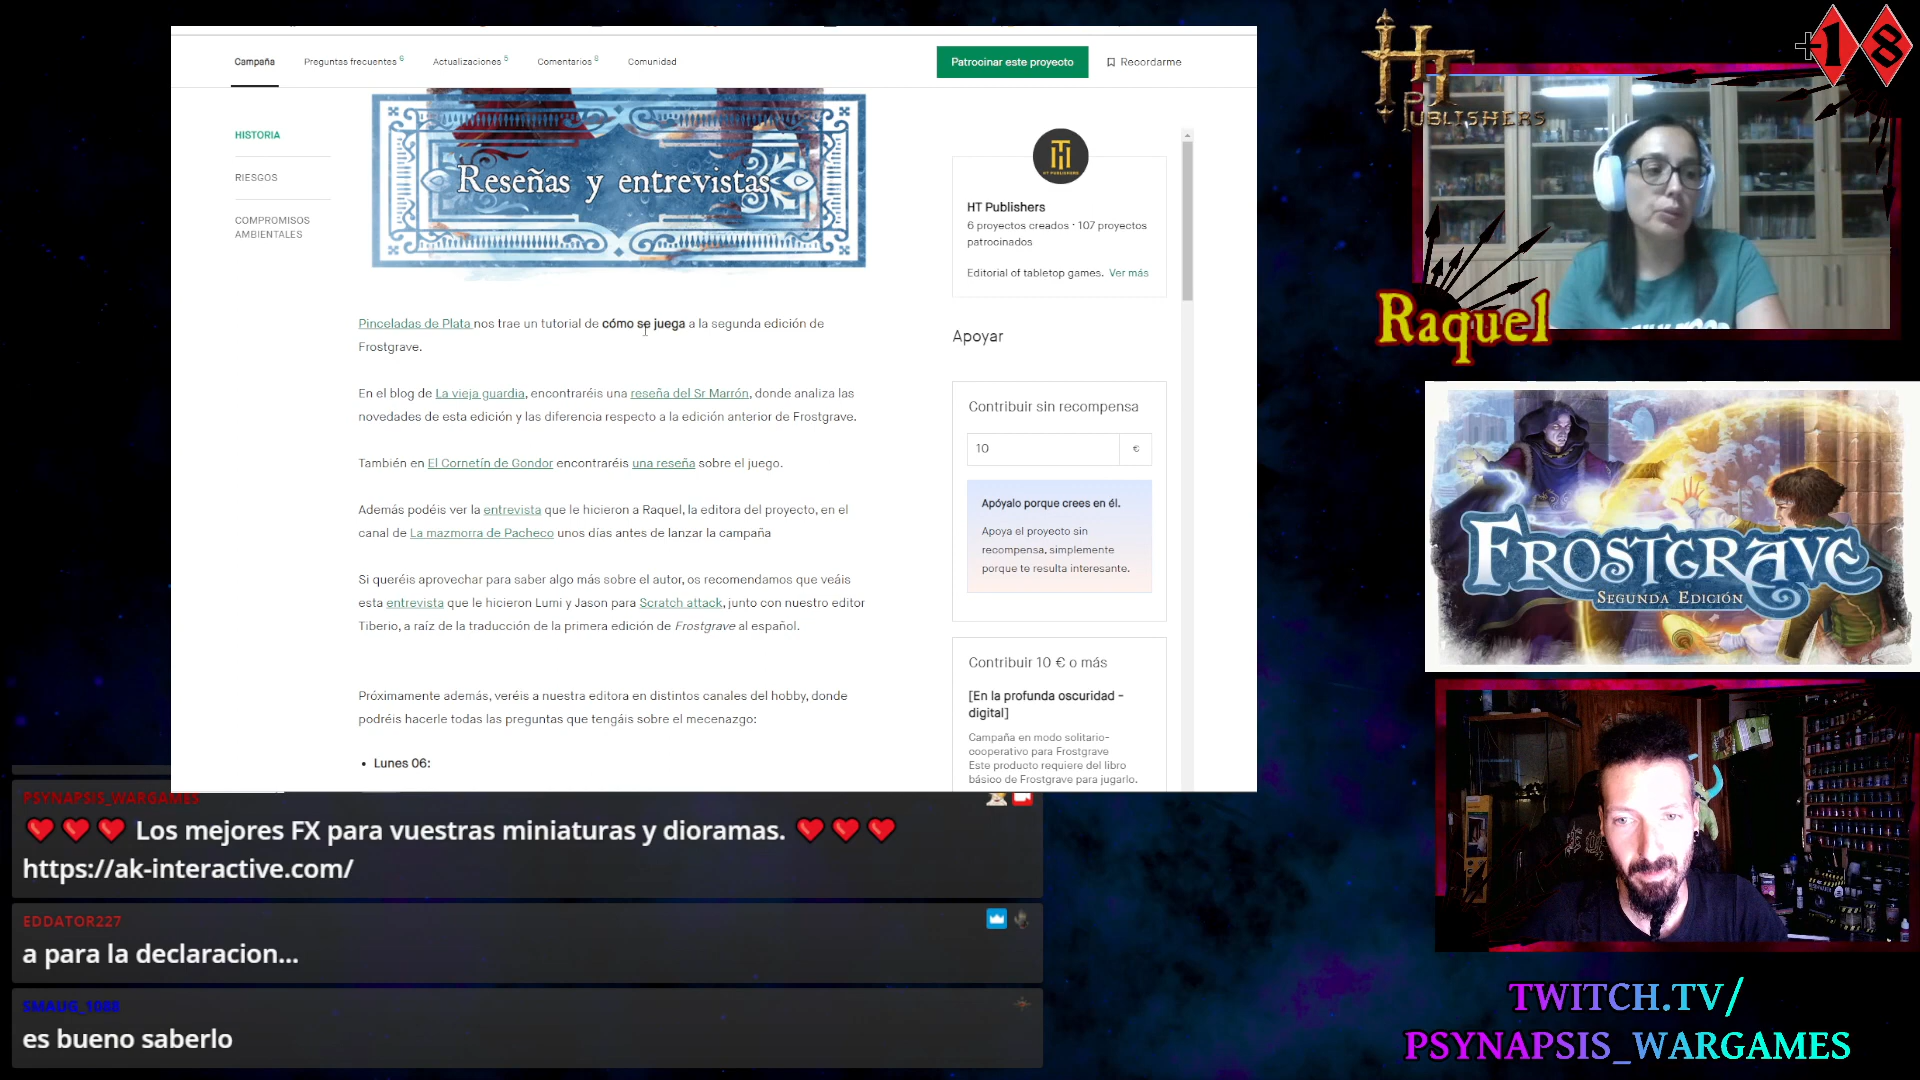 Campaña
Preguntas frecuentes 6
Actualizaciones 5
Comentarios 8
Comunidad
Patrocinar este proyecto
Recordarme
HISTORIA
RIESGOS
COMPROMISOS
AMBIENTALES
Reseñas y entrevistas
Pinceladas de Plata nos trae un tutorial de cómo se juega a la segunda edición de
Frostgrave.
En el blog de La vieja guardia, encontraréis una reseña del Sr Marrón, donde analiza las
novedades de esta edición y las diferencia respecto a la edición anterior de Frostgrave.
También en El Cornetín de Gondor encontraréis una reseña sobre el juego.
Además podéis ver la entrevista que le hicieron a Raquel, la editora del proyecto, en el
canal de La mazmorra de Pacheco unos días antes de lanzar la campaña
Si queréis aprovechar para saber algo más sobre el autor, os recomendamos que veáis
esta entrevista que le hicieron Lumi y Jason para Scratch attack, junto con nuestro editor
Tiberio, a raíz de la traducción de la primera edición de Frostgrave al español.
Próximamente además, veréis a nuestra editora en distintos canales del hobby, donde
podréis hacerle todas las preguntas que tengáis sobre el mecenazgo:
• Lunes 06:
HT PUBLISHERS
HT Publishers
6 proyectos creados · 107 proyectos
patrocinados
Editorial of tabletop games. Ver más
Apoyar
Contribuir sin recompensa
10 €
Apóyalo porque crees en él.
Apoya el proyecto sin
recompensa, simplemente
porque te resulta interesante.
Contribuir 10 € o más
[En la profunda oscuridad -
digital]
Campaña en modo solitario-
cooperativo para Frostgrave
Este producto requiere del libro
básico de Frostgrave para jugarlo.
HT
PUBLISHERS
+18
Raquel
FROSTGRAVE
SEGUNDA EDICIÓN
TWITCH.TV/
PSYNAPSIS_WARGAMES
PSYNAPSIS_WARGAMES
Los mejores FX para vuestras miniaturas y dioramas.
https://ak-interactive.com/
EDDATOR227
a para la declaracion...
SMAUG_1088
es bueno saberlo